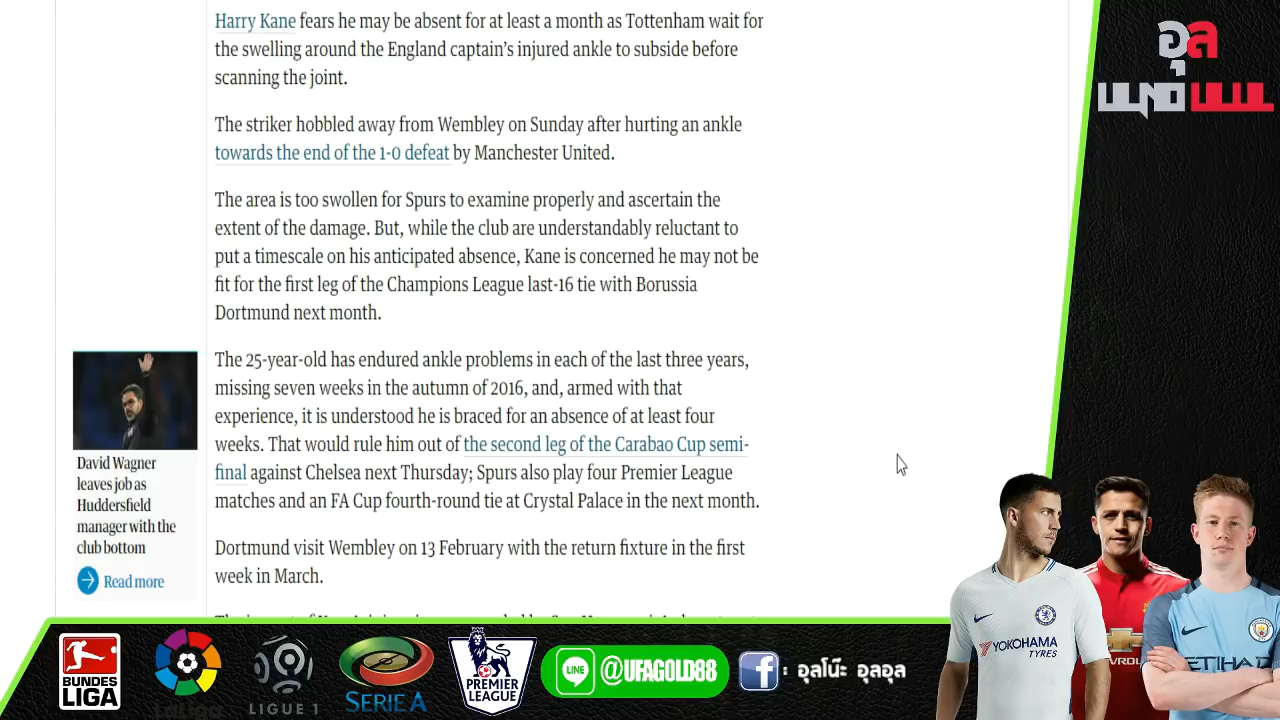 Harry Kane fears he may be absent for at least a month as Tottenham wait for
the swelling around the England captain's injured ankle to subside before
scanning the joint.
The striker hobbled away from Wembley on Sunday after hurting an ankle
towards the end of the 1-0 defeat by Manchester United.
The area is too swollen for Spurs to examine properly and ascertain the
extent of the damage. But, while the club are understandably reluctant to
put a timescale on his anticipated absence, Kane is concerned he may not be
fit for the first leg of the Champions League last-16 tie with Borussia
Dortmund next month.
The 25-year-old has endured ankle problems in each of the last three years,
missing seven weeks in the autumn of 2016, and, armed with that
experience, it is understood he is braced for an absence of at least four
weeks. That would rule him out of the second leg of the Carabao Cup semi-
final against Chelsea next Thursday; Spurs also play four Premier League
matches and an FA Cup fourth-round tie at Crystal Palace in the next month.
Dortmund visit Wembley on 13 February with the return fixture in the first
week in March.
David Wagner
leaves job as
Huddersfield
manager with the
club bottom
Read more
BUNDES
LIGA
LaLiga
LIGUE 1
SERIE A
PREMIER
LEAGUE
LINE
@UFAGOLD88
f : อุลโน๊ะ อุลอุล
YOKOHAMA
TYRES
ETIHAD